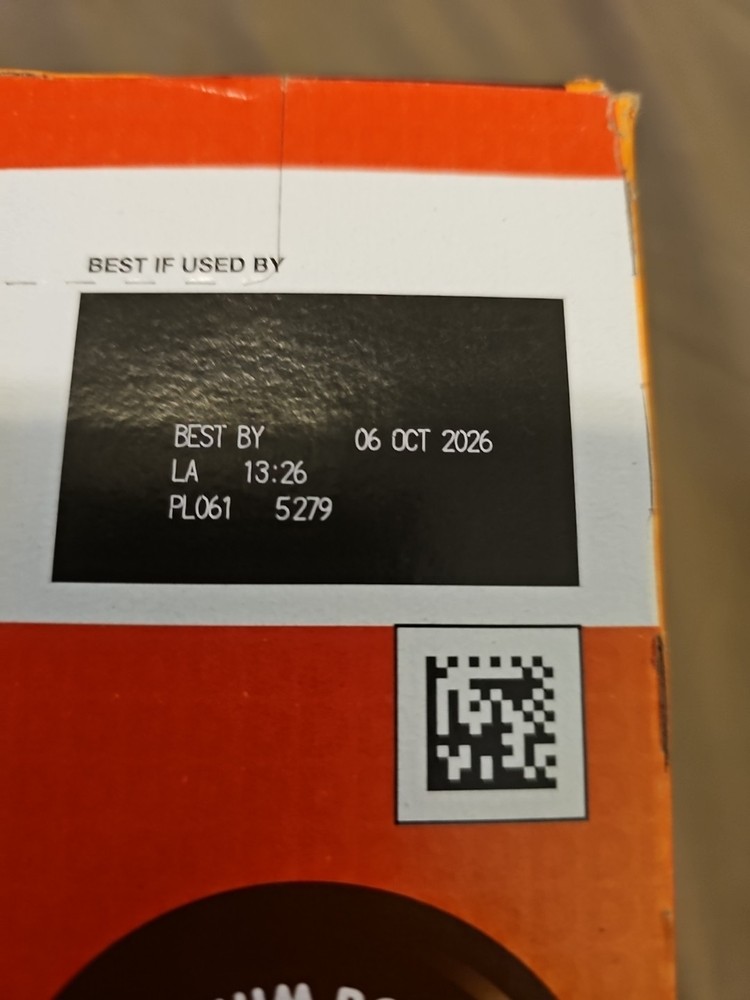 BEST IF USED BY
BEST BY 06 OCT 2026
LA 13:26
PL061 5279